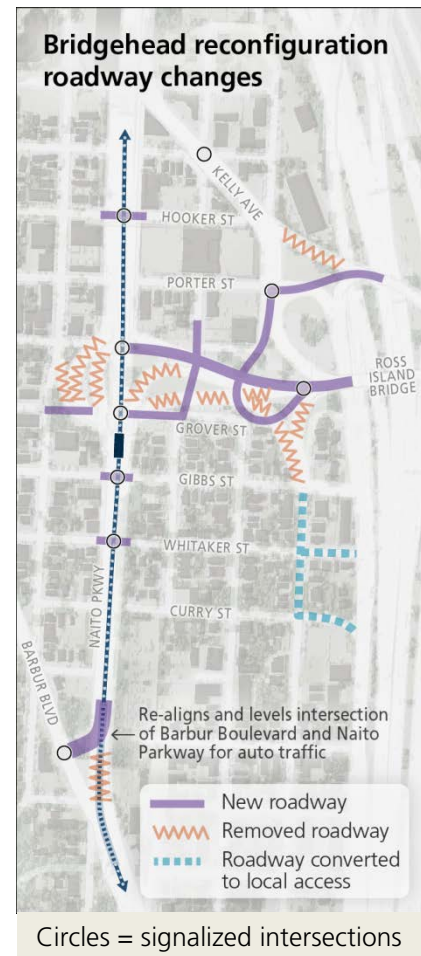 Bridgehead reconfiguration
roadway changes
KELLY AVE
HOOKER ST
PORTER ST
ROSS
ISLAND
BRIDGE
GROVER ST
GIBBS ST
WHITAKER ST
NAITO PKWY
CURRY ST
BARBUR BLVD
Re-aligns and levels intersection
of Barbur Boulevard and Naito
Parkway for auto traffic
New roadway
Removed roadway
Roadway converted
to local access
Circles = signalized intersections